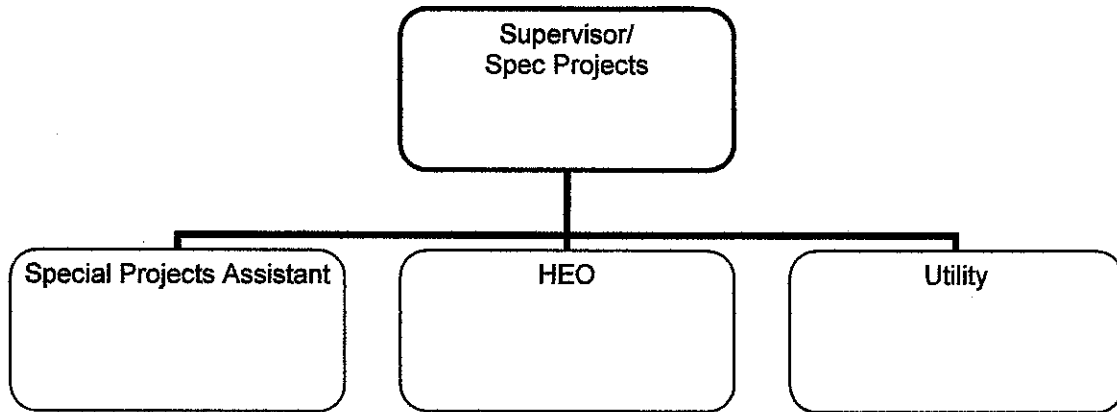 Supervisor/
Spec Projects
Special Projects Assistant
HEO
Utility